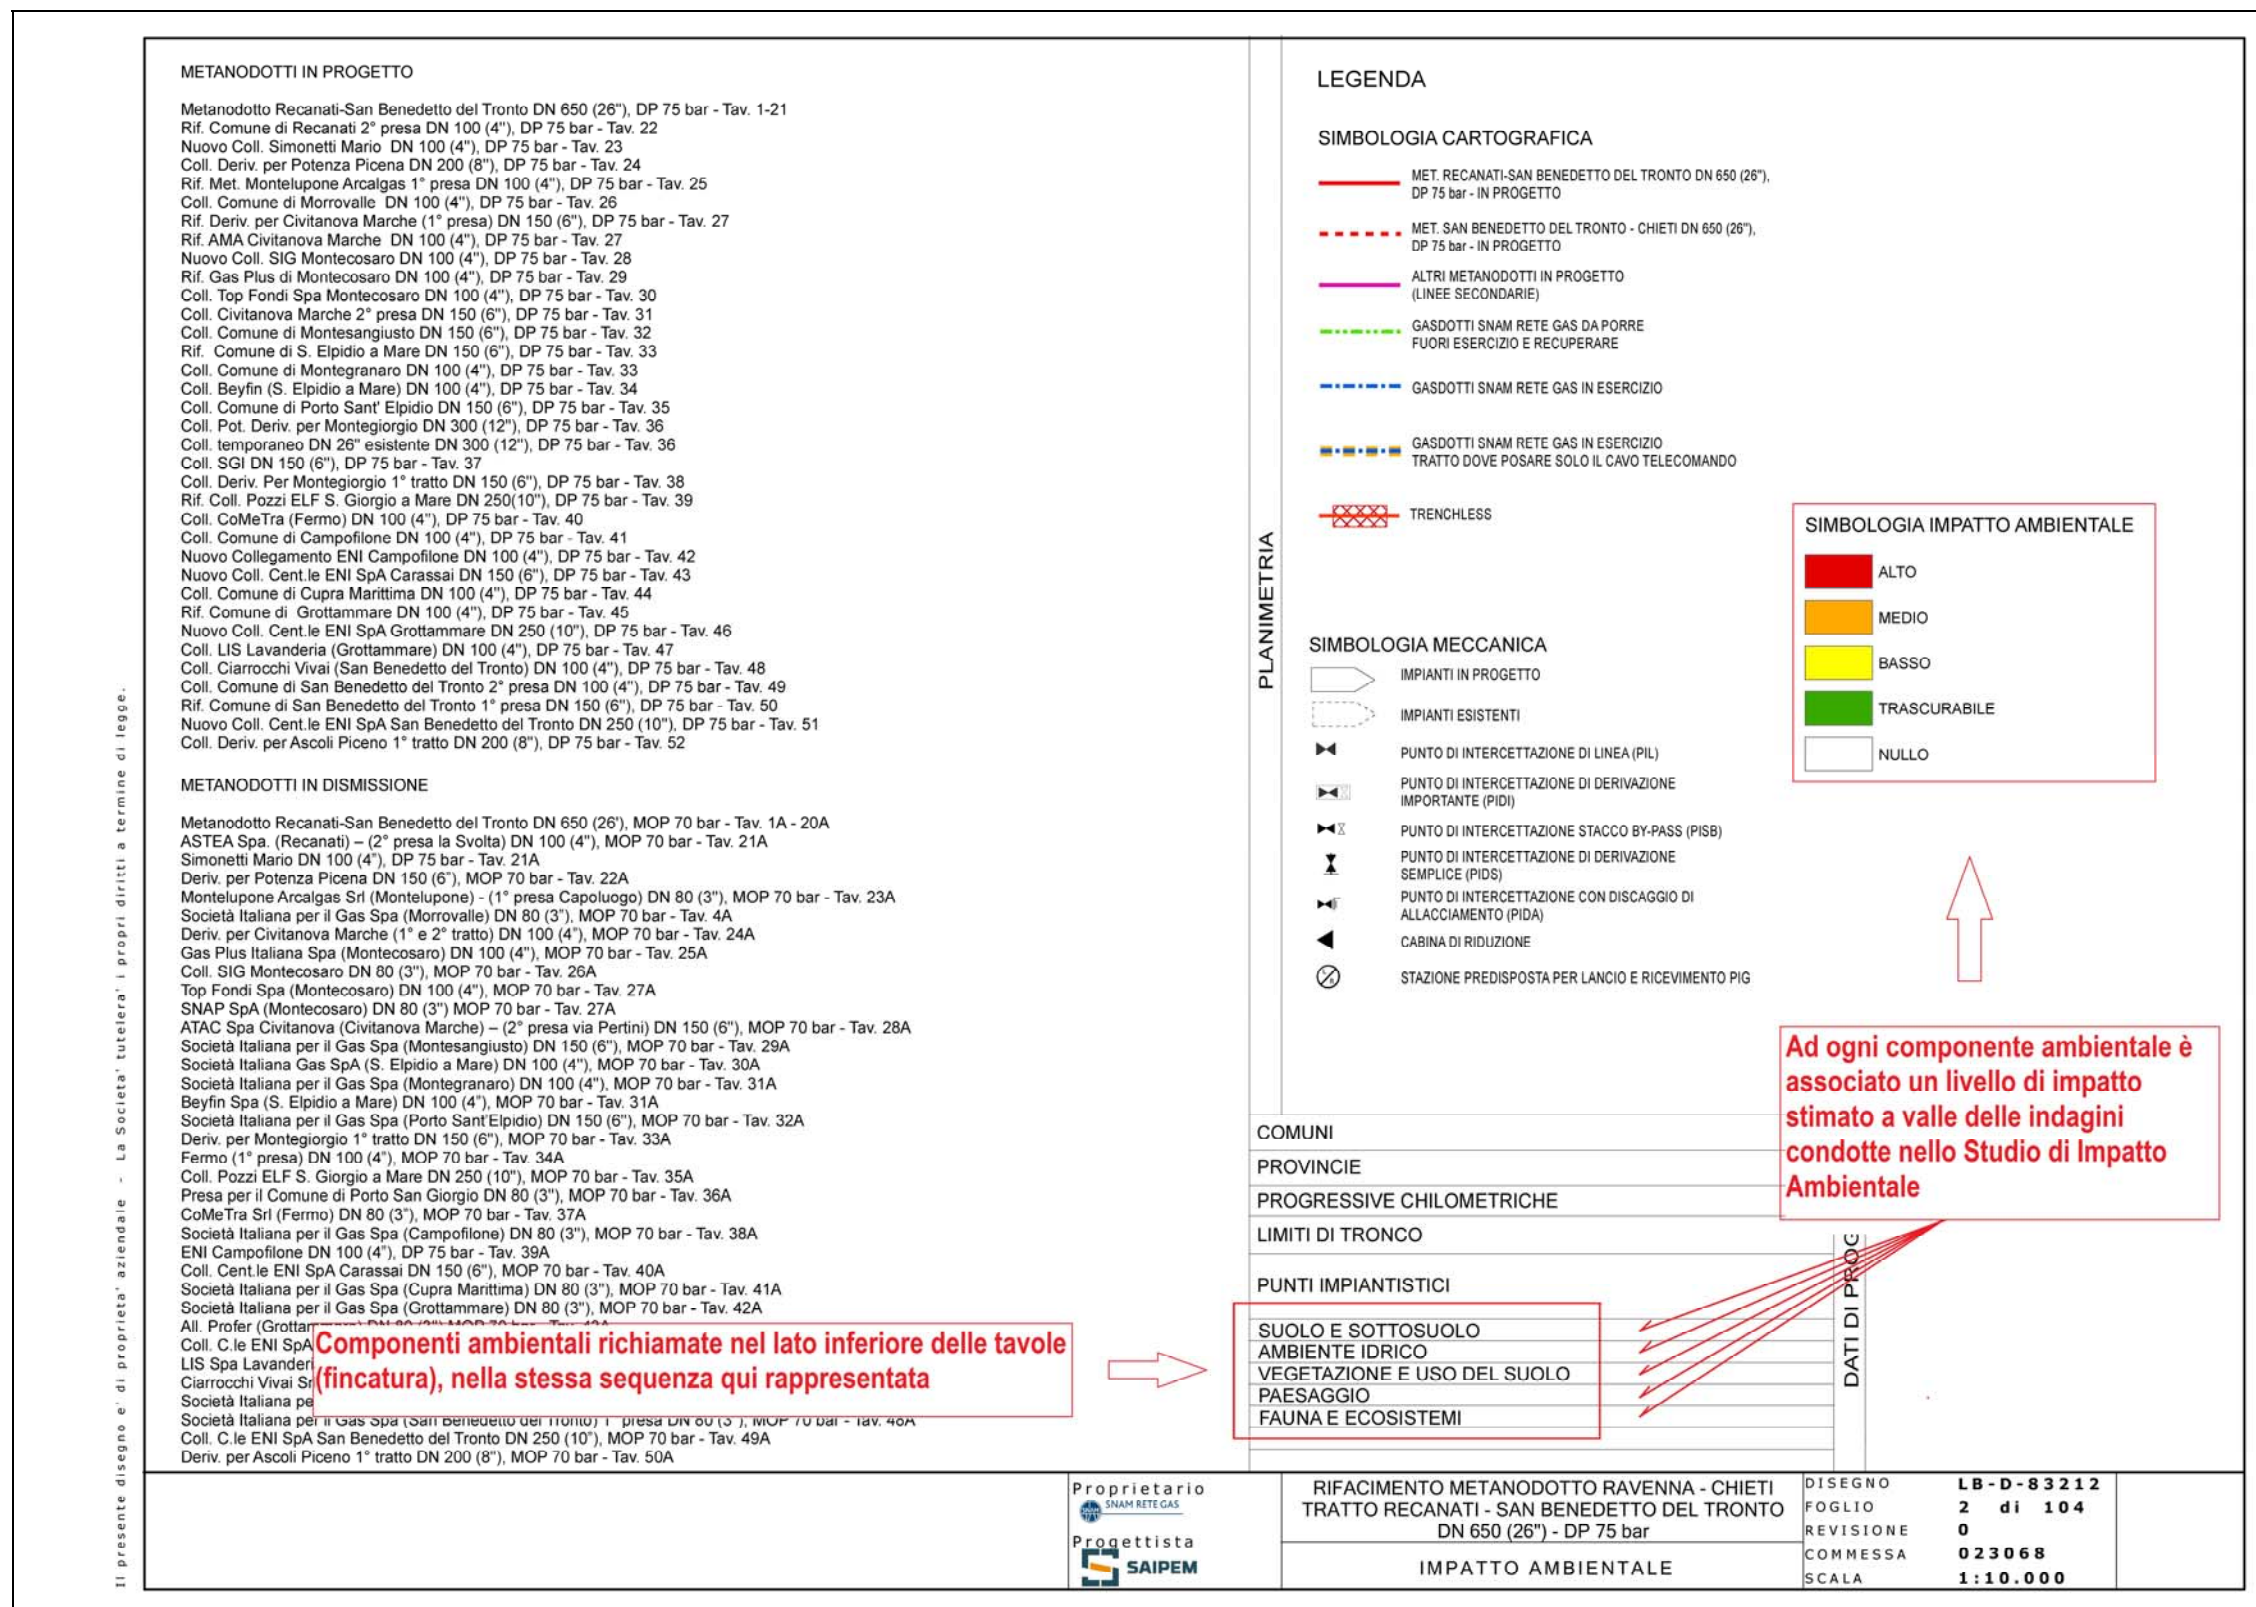 METANODOTTI IN PROGETTO
Metanodotto Recanati-San Benedetto del Tronto DN 650 (26"), DP 75 bar - Tav. 1-21
Rif. Comune di Recanati 2° presa DN 100 (4"), DP 75 bar - Tav. 22
Nuovo Coll. Simonetti Mario DN 100 (4"), DP 75 bar - Tav. 23
Coll. Deriv. per Potenza Picena DN 200 (8"), DP 75 bar - Tav. 24
Rif. Met. Montelupone Arcalgas 1° presa DN 100 (4"), DP 75 bar - Tav. 25
Coll. Comune di Morrovalle DN 100 (4"), DP 75 bar - Tav. 26
Rif. Deriv. per Civitanova Marche (1° presa) DN 150 (6"), DP 75 bar - Tav. 27
Rif. AMA Civitanova Marche DN 100 (4"), DP 75 bar - Tav. 27
Nuovo Coll. SIG Montecosaro DN 100 (4"), DP 75 bar - Tav. 28
Rif. Gas Plus di Montecosaro DN 100 (4"), DP 75 bar - Tav. 29
Coll. Top Fondi Spa Montecosaro DN 100 (4"), DP 75 bar - Tav. 30
Coll. Civitanova Marche 2° presa DN 150 (6"), DP 75 bar - Tav. 31
Coll. Comune di Montesangiusto DN 150 (6"), DP 75 bar - Tav. 32
Rif. Comune di S. Elpidio a Mare DN 150 (6"), DP 75 bar - Tav. 33
Coll. Comune di Montegranaro DN 100 (4"), DP 75 bar - Tav. 33
Coll. Beyfin (S. Elpidio a Mare) DN 100 (4"), DP 75 bar - Tav. 34
Coll. Comune di Porto Sant' Elpidio DN 150 (6"), DP 75 bar - Tav. 35
Coll. Pot. Deriv. per Montegiorgio DN 300 (12"), DP 75 bar - Tav. 36
Coll. temporaneo DN 26" esistente DN 300 (12"), DP 75 bar - Tav. 36
Coll. SGI DN 150 (6"), DP 75 bar - Tav. 37
Coll. Deriv. Per Montegiorgio 1° tratto DN 150 (6"), DP 75 bar - Tav. 38
Rif. Coll. Pozzi ELF S. Giorgio a Mare DN 250(10"), DP 75 bar - Tav. 39
Coll. CoMeTra (Fermo) DN 100 (4"), DP 75 bar - Tav. 40
Coll. Comune di Campofilone DN 100 (4"), DP 75 bar - Tav. 41
Nuovo Collegamento ENI Campofilone DN 100 (4"), DP 75 bar - Tav. 42
Nuovo Coll. Cent.le ENI SpA Carassai DN 150 (6"), DP 75 bar - Tav. 43
Coll. Comune di Cupra Marittima DN 100 (4"), DP 75 bar - Tav. 44
Rif. Comune di Grottammare DN 100 (4"), DP 75 bar - Tav. 45
Nuovo Coll. Cent.le ENI SpA Grottammare DN 250 (10"), DP 75 bar - Tav. 46
Coll. LIS Lavanderia (Grottammare) DN 100 (4"), DP 75 bar - Tav. 47
Coll. Ciarrocchi Vivai (San Benedetto del Tronto) DN 100 (4"), DP 75 bar - Tav. 48
Coll. Comune di San Benedetto del Tronto 2° presa DN 100 (4"), DP 75 bar - Tav. 49
Rif. Comune di San Benedetto del Tronto 1° presa DN 150 (6"), DP 75 bar - Tav. 50
Nuovo Coll. Cent.le ENI SpA San Benedetto del Tronto DN 250 (10"), DP 75 bar - Tav. 51
Coll. Deriv. per Ascoli Piceno 1° tratto DN 200 (8"), DP 75 bar - Tav. 52
METANODOTTI IN DISMISSIONE
Metanodotto Recanati-San Benedetto del Tronto DN 650 (26'), MOP 70 bar - Tav. 1A - 20A
ASTEA Spa. (Recanati) – (2° presa la Svolta) DN 100 (4"), MOP 70 bar - Tav. 21A
Simonetti Mario DN 100 (4"), DP 75 bar - Tav. 21A
Deriv. per Potenza Picena DN 150 (6"), MOP 70 bar - Tav. 22A
Montelupone Arcalgas Srl (Montelupone) - (1° presa Capoluogo) DN 80 (3"), MOP 70 bar - Tav. 23A
Società Italiana per il Gas Spa (Morrovalle) DN 80 (3"), MOP 70 bar - Tav. 4A
Deriv. per Civitanova Marche (1° e 2° tratto) DN 100 (4"), MOP 70 bar - Tav. 24A
Gas Plus Italiana Spa (Montecosaro) DN 100 (4"), MOP 70 bar - Tav. 25A
Coll. SIG Montecosaro DN 80 (3"), MOP 70 bar - Tav. 26A
Top Fondi Spa (Montecosaro) DN 100 (4"), MOP 70 bar - Tav. 27A
SNAP SpA (Montecosaro) DN 80 (3") MOP 70 bar - Tav. 27A
ATAC Spa Civitanova (Civitanova Marche) – (2° presa via Pertini) DN 150 (6"), MOP 70 bar - Tav. 28A
Società Italiana per il Gas Spa (Montesangiusto) DN 150 (6"), MOP 70 bar - Tav. 29A
Società Italiana Gas SpA (S. Elpidio a Mare) DN 100 (4"), MOP 70 bar - Tav. 30A
Società Italiana per il Gas Spa (Montegranaro) DN 100 (4"), MOP 70 bar - Tav. 31A
Beyfin Spa (S. Elpidio a Mare) DN 100 (4"), MOP 70 bar - Tav. 31A
Società Italiana per il Gas Spa (Porto Sant'Elpidio) DN 150 (6"), MOP 70 bar - Tav. 32A
Deriv. per Montegiorgio 1° tratto DN 150 (6"), MOP 70 bar - Tav. 33A
Fermo (1° presa) DN 100 (4"), MOP 70 bar - Tav. 34A
Coll. Pozzi ELF S. Giorgio a Mare DN 250 (10"), MOP 70 bar - Tav. 35A
Presa per il Comune di Porto San Giorgio DN 80 (3"), MOP 70 bar - Tav. 36A
CoMeTra Srl (Fermo) DN 80 (3"), MOP 70 bar - Tav. 37A
Società Italiana per il Gas Spa (Campofilone) DN 80 (3"), MOP 70 bar - Tav. 38A
ENI Campofilone DN 100 (4"), DP 75 bar - Tav. 39A
Coll. Cent.le ENI SpA Carassai DN 150 (6"), MOP 70 bar - Tav. 40A
Società Italiana per il Gas Spa (Cupra Marittima) DN 80 (3"), MOP 70 bar - Tav. 41A
Società Italiana per il Gas Spa (Grottammare) DN 80 (3"), MOP 70 bar - Tav. 42A
All. Profer
Coll. C.le ENI SpA
LIS Spa
Ciarrocchi Vivai
Società Italiana
Società Italiana per il Gas Spa (San Benedetto del Tronto) 1° presa DN 80 (3"), MOP 70 bar - Tav. 48A
Coll. C.le ENI SpA San Benedetto del Tronto DN 250 (10"), MOP 70 bar - Tav. 49A
Deriv. per Ascoli Piceno 1° tratto DN 200 (8"), MOP 70 bar - Tav. 50A
Componenti ambientali richiamate nel lato inferiore delle tavole
(fincatura), nella stessa sequenza qui rappresentata
Il presente disegno e' di proprieta' aziendale - La Societa' tutelera' i propri diritti a termine di legge.
PLANIMETRIA
LEGENDA
SIMBOLOGIA CARTOGRAFICA
MET. RECANATI-SAN BENEDETTO DEL TRONTO DN 650 (26"),
DP 75 bar - IN PROGETTO
MET. SAN BENEDETTO DEL TRONTO - CHIETI DN 650 (26"),
DP 75 bar - IN PROGETTO
ALTRI METANODOTTI IN PROGETTO
(LINEE SECONDARIE)
GASDOTTI SNAM RETE GAS DA PORRE
FUORI ESERCIZIO E RECUPERARE
GASDOTTI SNAM RETE GAS IN ESERCIZIO
GASDOTTI SNAM RETE GAS IN ESERCIZIO
TRATTO DOVE POSARE SOLO IL CAVO TELECOMANDO
TRENCHLESS
SIMBOLOGIA MECCANICA
IMPIANTI IN PROGETTO
IMPIANTI ESISTENTI
PUNTO DI INTERCETTAZIONE DI LINEA (PIL)
PUNTO DI INTERCETTAZIONE DI DERIVAZIONE
IMPORTANTE (PIDI)
PUNTO DI INTERCETTAZIONE STACCO BY-PASS (PISB)
PUNTO DI INTERCETTAZIONE DI DERIVAZIONE
SEMPLICE (PIDS)
PUNTO DI INTERCETTAZIONE CON DISCAGGIO DI
ALLACCIAMENTO (PIDA)
CABINA DI RIDUZIONE
STAZIONE PREDISPOSTA PER LANCIO E RICEVIMENTO PIG
SIMBOLOGIA IMPATTO AMBIENTALE
ALTO
MEDIO
BASSO
TRASCURABILE
NULLO
Ad ogni componente ambientale è
associato un livello di impatto
stimato a valle delle indagini
condotte nello Studio di Impatto
Ambientale
COMUNI
PROVINCIE
PROGRESSIVE CHILOMETRICHE
LIMITI DI TRONCO
PUNTI IMPIANTISTICI
SUOLO E SOTTOSUOLO
AMBIENTE IDRICO
VEGETAZIONE E USO DEL SUOLO
PAESAGGIO
FAUNA E ECOSISTEMI
DATI DI PROG
Proprietario
SNAM RETE GAS
Progettista
SAIPEM
RIFACIMENTO METANODOTTO RAVENNA - CHIETI
TRATTO RECANATI - SAN BENEDETTO DEL TRONTO
DN 650 (26") - DP 75 bar
IMPATTO AMBIENTALE
DISEGNO LB-D-83212
FOGLIO 2 di 104
REVISIONE 0
COMMESSA 023068
SCALA 1:10.000